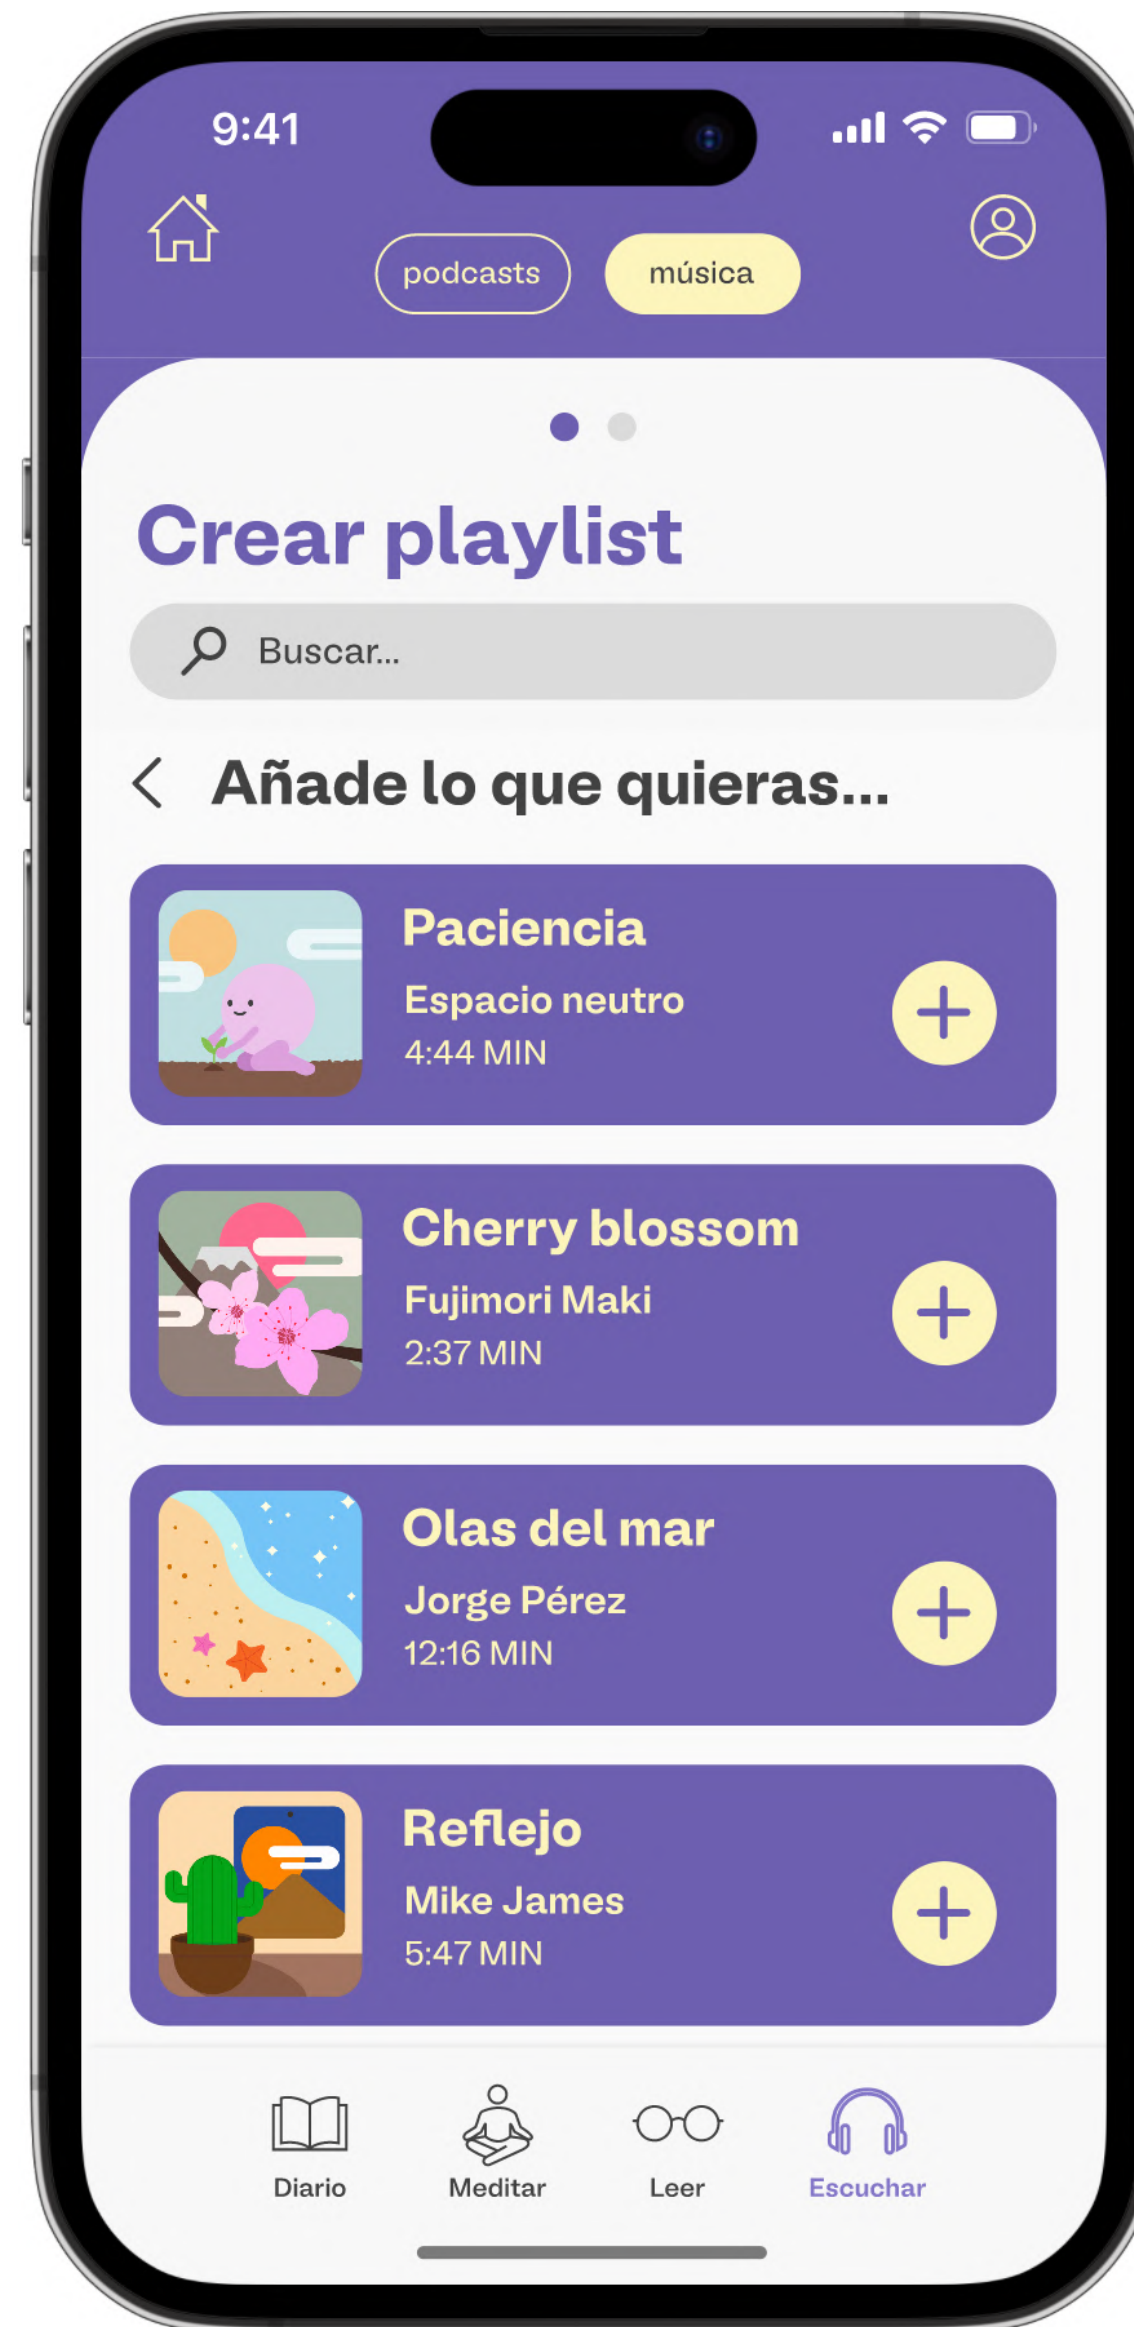 9:41
podcasts
música
Crear playlist
Buscar...
Añade lo que quieras...
Paciencia
Espacio neutro
4:44 MIN
Cherry blossom
Fujimori Maki
2:37 MIN
Olas del mar
Jorge Pérez
12:16 MIN
Reflejo
Mike James
5:47 MIN
Diario
Meditar
Leer
Escuchar